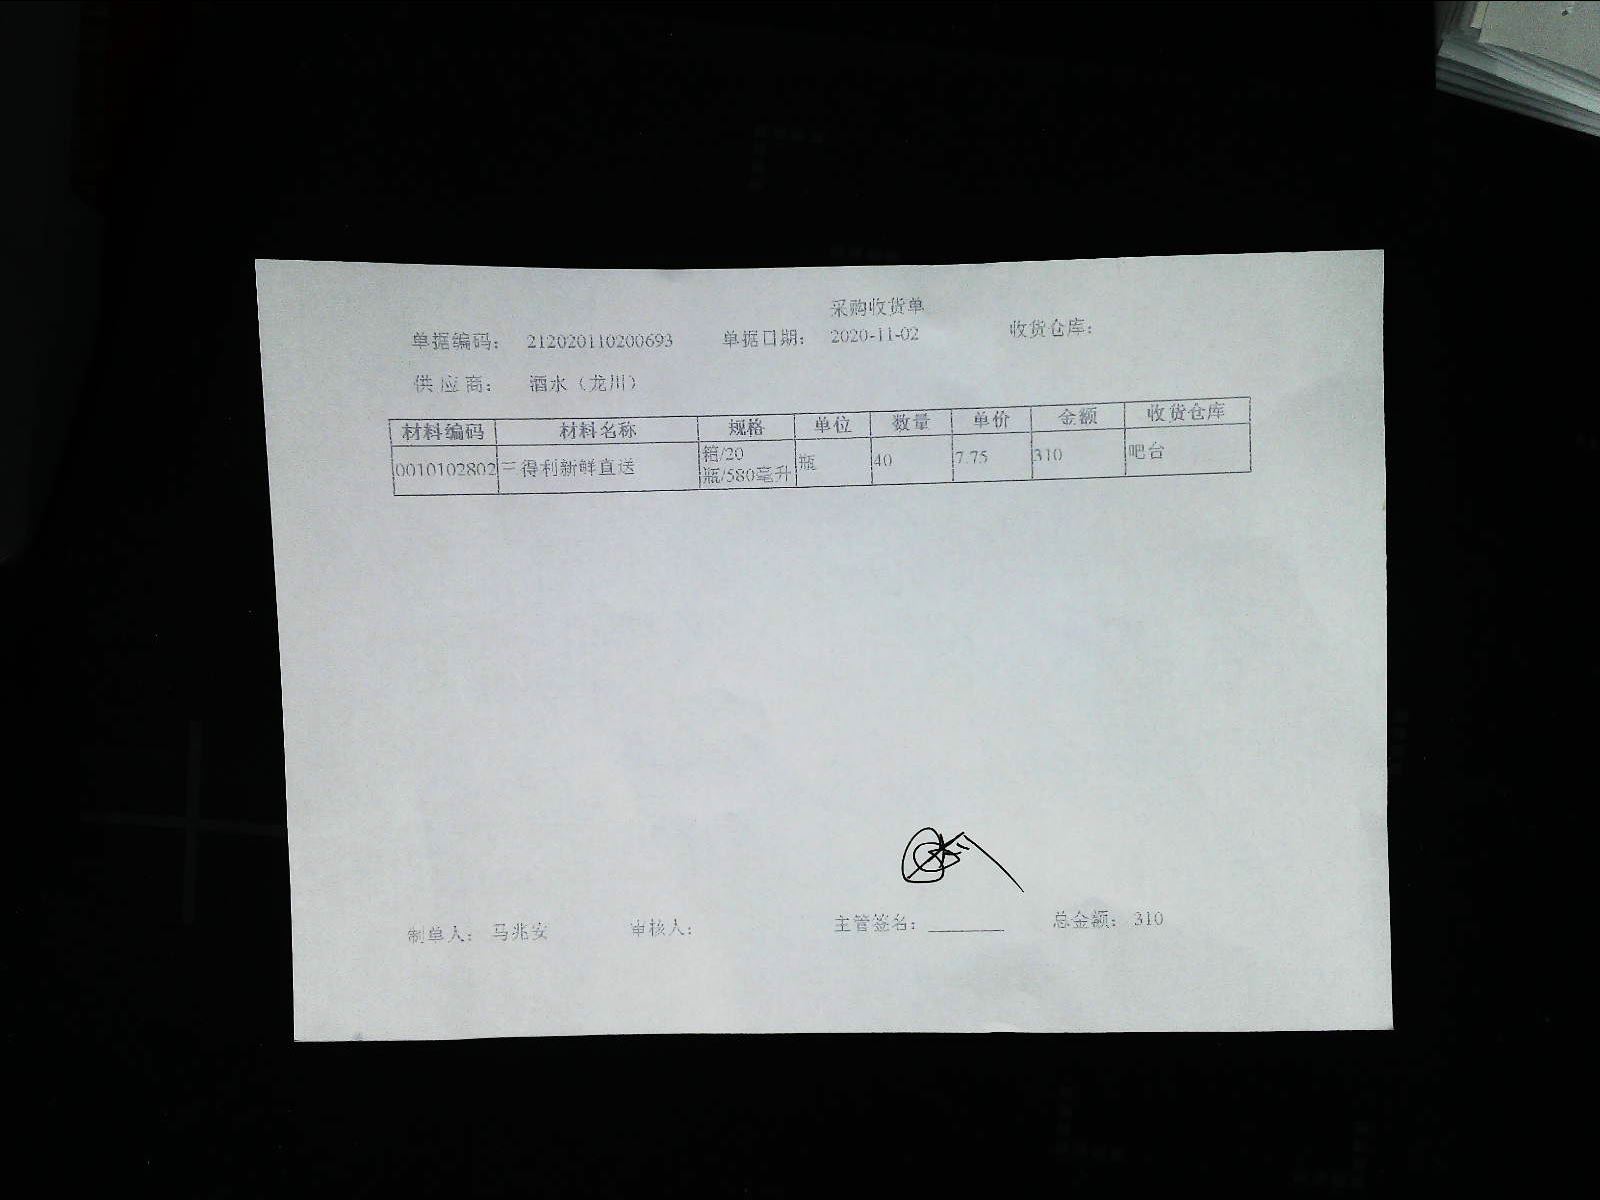 采购收货单
单据编码： 212020110200693 单据日期： 2020-11-02 收货仓库：
供应商： 酒水（龙川）
材料编码 材料名称 规格 单位 数量 单价 金额 收货仓库
0010102802 三得利新鲜直送 箱/20瓶/580毫升 瓶 40 7.75 310 吧台
制单人： 马兆安 审核人： 主管签名：________ 总金额： 310